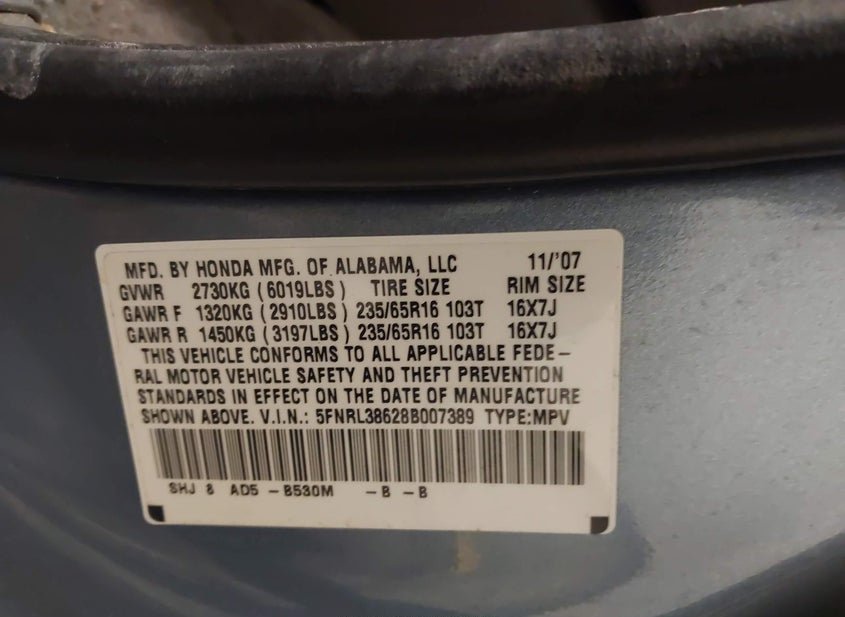 MFD. BY HONDA MFG. OF ALABAMA, LLC 11/'07
GVWR 2730KG (6019LBS) TIRE SIZE RIM SIZE
GAWR F 1320KG (2910LBS) 235/65R16 103T 16X7J
GAWR R 1450KG (3197LBS) 235/65R16 103T 16X7J
THIS VEHICLE CONFORMS TO ALL APPLICABLE FEDE-
RAL MOTOR VEHICLE SAFETY AND THEFT PREVENTION
STANDARDS IN EFFECT ON THE DATE OF MANUFACTURE
SHOWN ABOVE. V.I.N.: 5FNRL38628B007389 TYPE:MPV
SHJ 8 AD5 -B530M -B -B